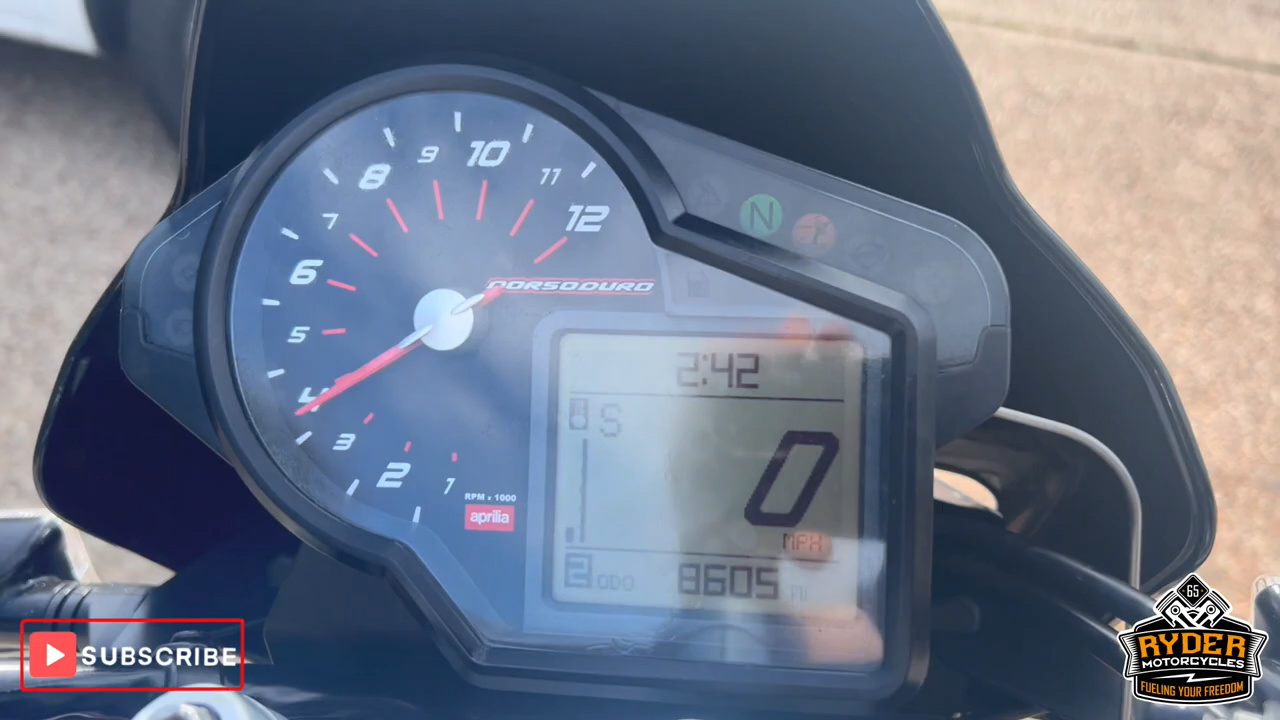 9
10
8
11
7
12
N
6
DORSODURO
5
2:42
4
S
3
0
2
1
RPM x 1000
aprilia
MPH
2 ODO 8605 MI
SUBSCRIBE
65
RYDER
MOTORCYCLES
FUELING YOUR FREEDOM